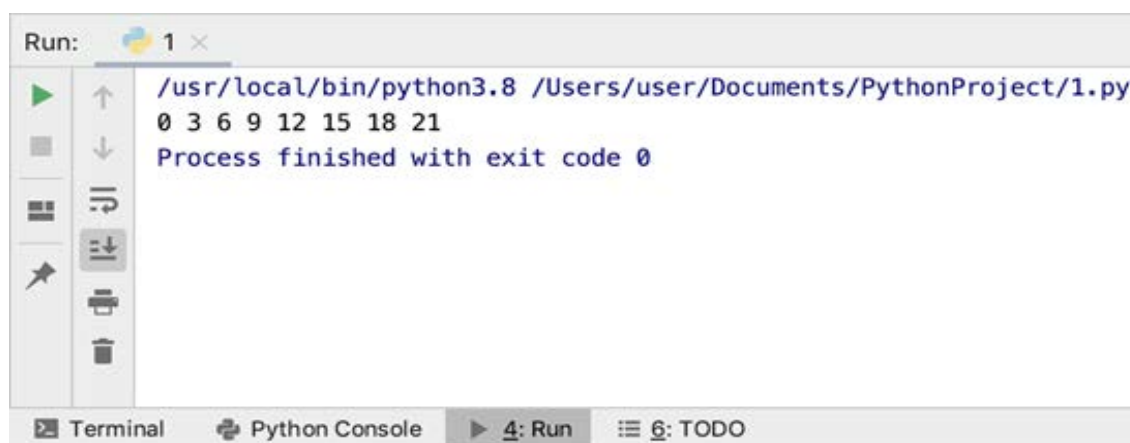 Run: 1
/usr/local/bin/python3.8 /Users/user/Documents/PythonProject/1.py
0 3 6 9 12 15 18 21
Process finished with exit code 0
Terminal Python Console 4: Run 6: TODO